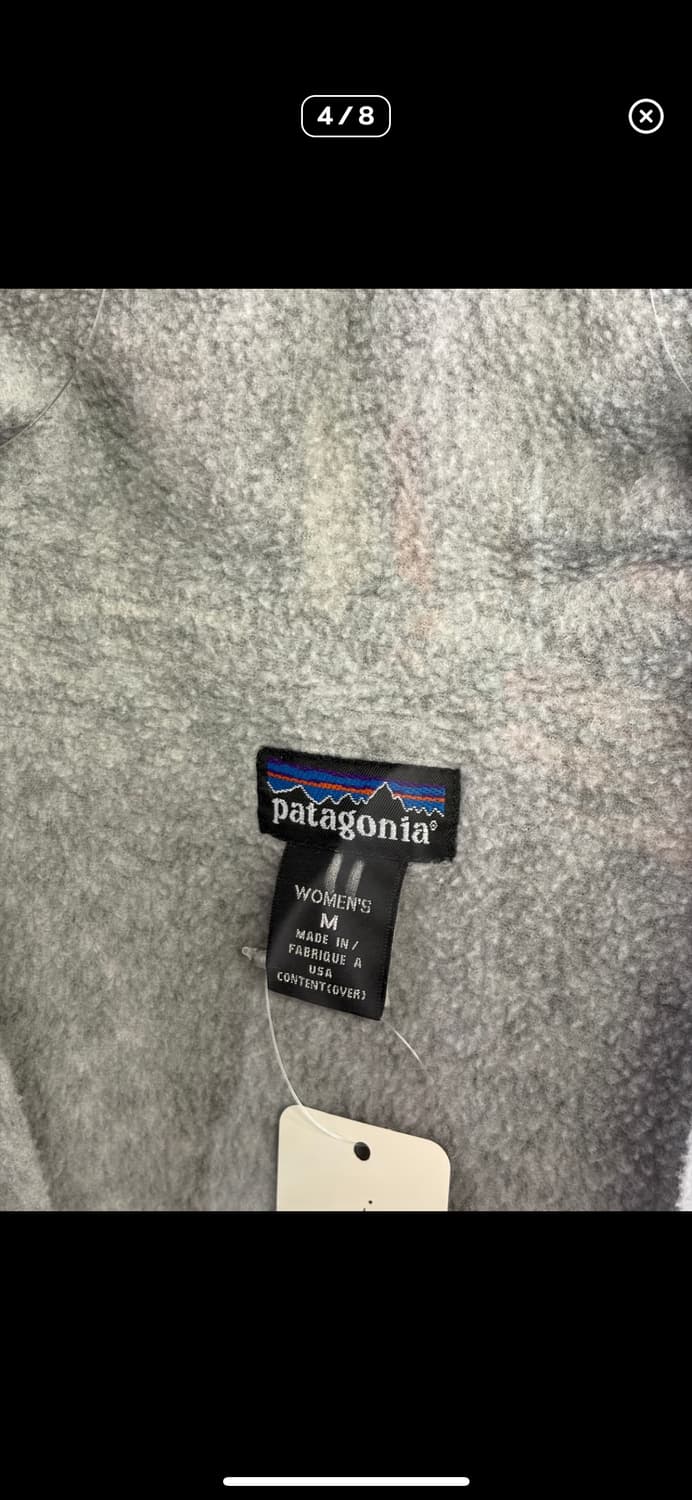 4/8
patagonia®
WOMEN'S
M
MADE IN /
FABRIQUE A
USA
CONTENT(OVER)